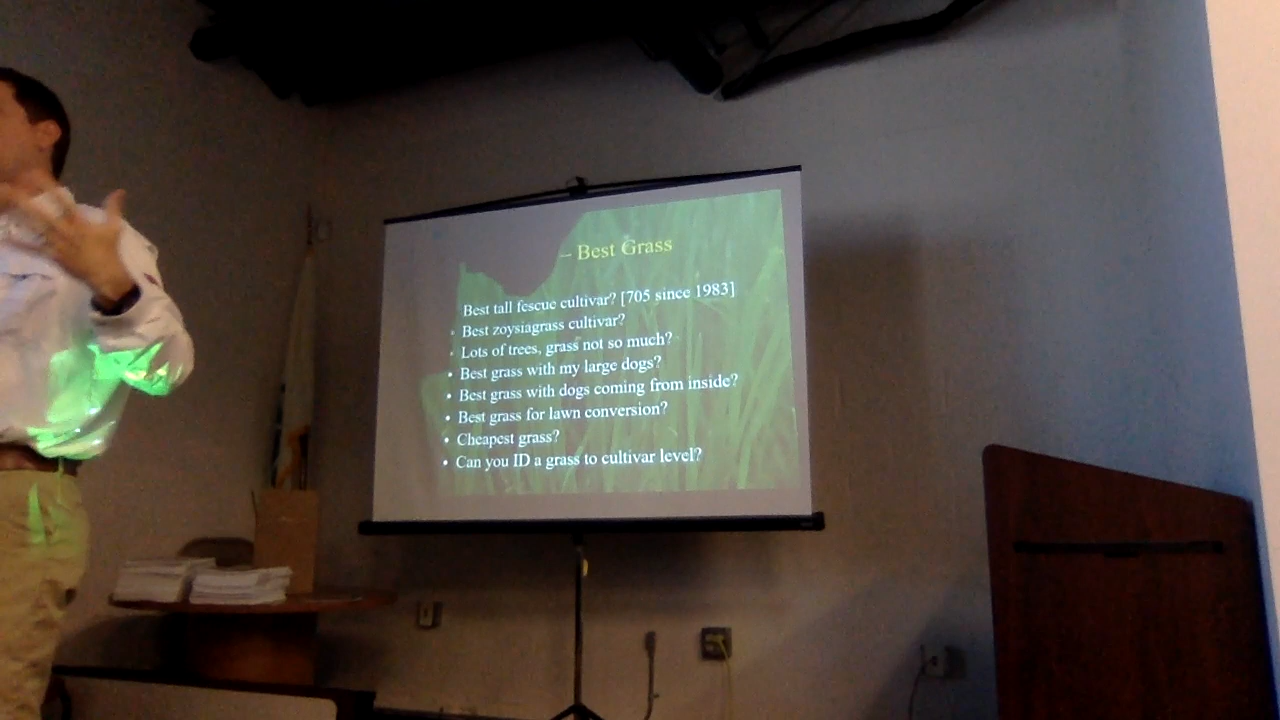 – Best Grass
Best tall fescue cultivar? [705 since 1983]
• Best zoysiagrass cultivar?
• Lots of trees, grass not so much?
• Best grass with my large dogs?
• Best grass with dogs coming from inside?
• Best grass for lawn conversion?
• Cheapest grass?
• Can you ID a grass to cultivar level?